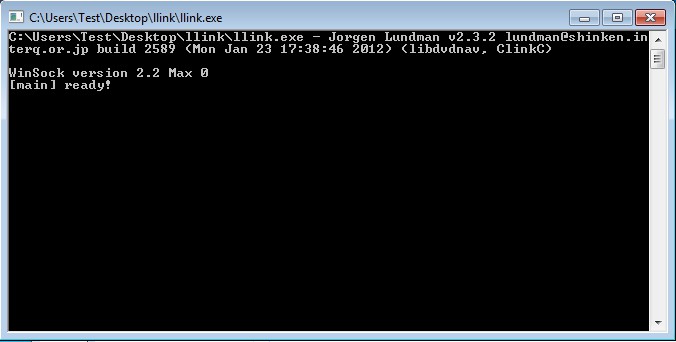 C:\Users\Test\Desktop\llink\llink.exe
C:\Users\Test\Desktop\llink\llink.exe - Jorgen Lundman v2.3.2 lundman@shinken.in
terq.or.jp build 2589 (Mon Jan 23 17:38:46 2012) (libdvdnav, ClinkC)
WinSock version 2.2 Max 0
[main] ready!